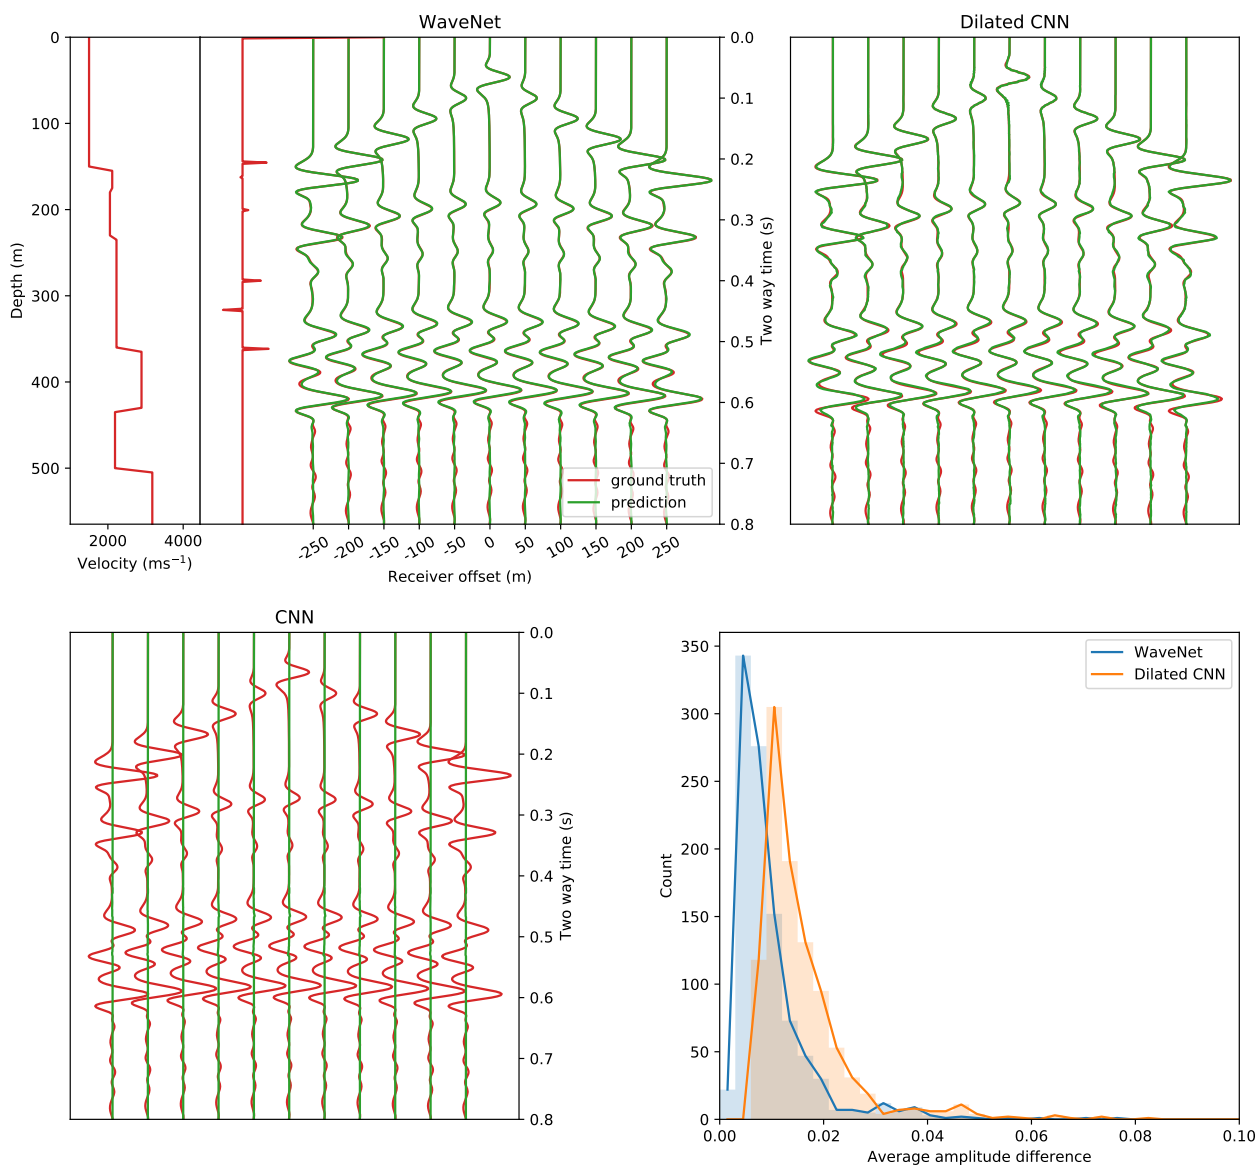 WaveNet
Dilated CNN
0
100
200
300
400
500
Depth (m)
2000 4000
Velocity (ms⁻¹)
0.0
0.1
0.2
0.3
0.4
0.5
0.6
0.7
0.8
Two way time (s)
ground truth
prediction
-250 -200 -150 -100 -50 0 50 100 150 200 250
Receiver offset (m)
CNN
0.0
0.1
0.2
0.3
0.4
0.5
0.6
0.7
0.8
Two way time (s)
350
300
250
200
150
100
50
0
Count
WaveNet
Dilated CNN
0.00 0.02 0.04 0.06 0.08 0.10
Average amplitude difference